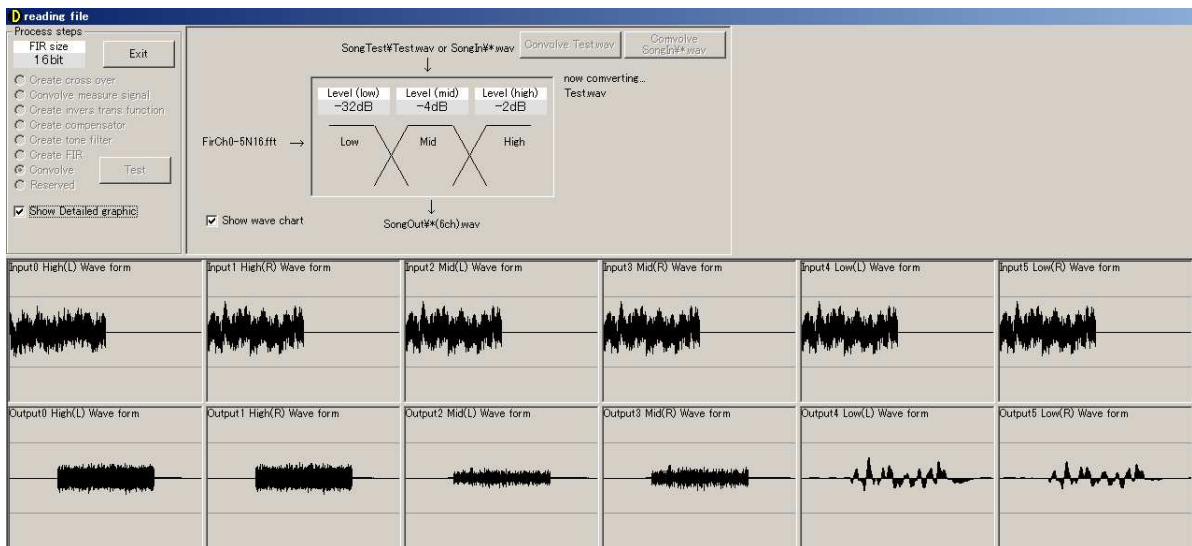 D reading file
Process steps
FIR size
16bit
Exit
Create cross over
Convolve measure signal
Create invers trans function
Create compensator
Create tone filter
Create FIR
Convolve
Reserved
Test
Show Detailed graphic
SongTest¥Test.wav or SongIn¥*.wav
Convolve Test.wav
Comvolve
SongIn¥*.wav
now comverting...
Test.wav
Level (low)
-32dB
Level (mid)
-4dB
Level (high)
-2dB
FirCh0-5N16.fft →
Low
Mid
High
Show wave chart
SongOut¥*(6ch).wav
Input0 High(L) Wave form
Input1 High(R) Wave form
Input2 Mid(L) Wave form
Input3 Mid(R) Wave form
Input4 Low(L) Wave form
Input5 Low(R) Wave form
Output0 High(L) Wave form
Output1 High(R) Wave form
Output2 Mid(L) Wave form
Output3 Mid(R) Wave form
Output4 Low(L) Wave form
Output5 Low(R) Wave form